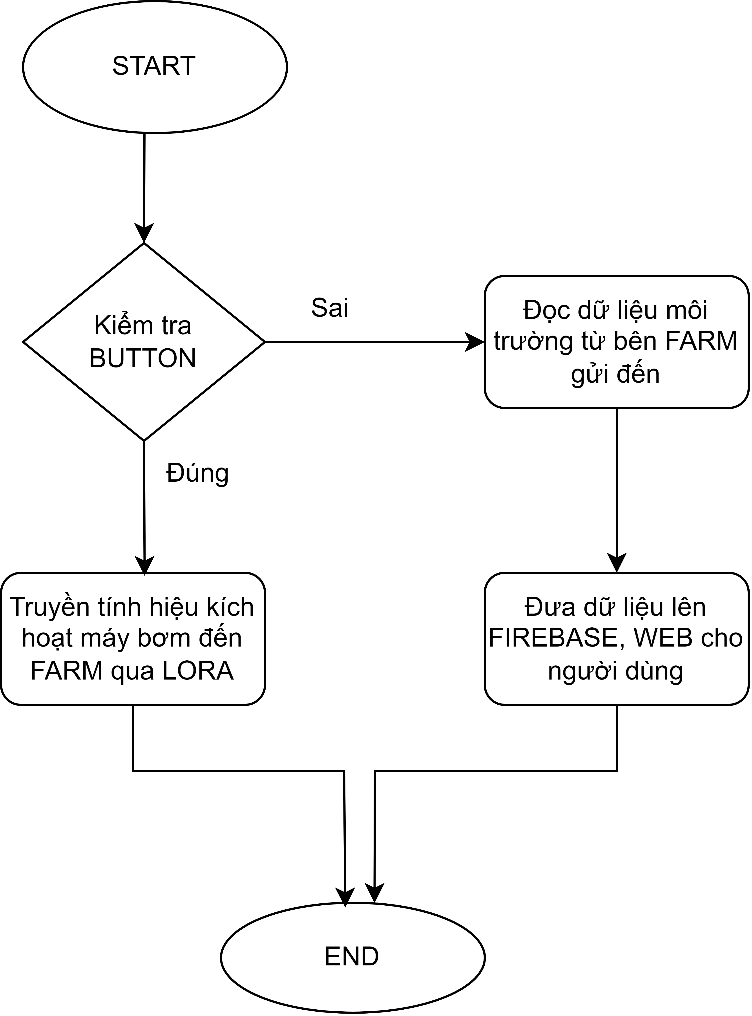 START
Kiểm tra
BUTTON
Sai
Đọc dữ liệu môi
trường từ bên FARM
gửi đến
Đúng
Truyền tính hiệu kích
hoạt máy bơm đến
FARM qua LORA
Đưa dữ liệu lên
FIREBASE, WEB cho
người dùng
END